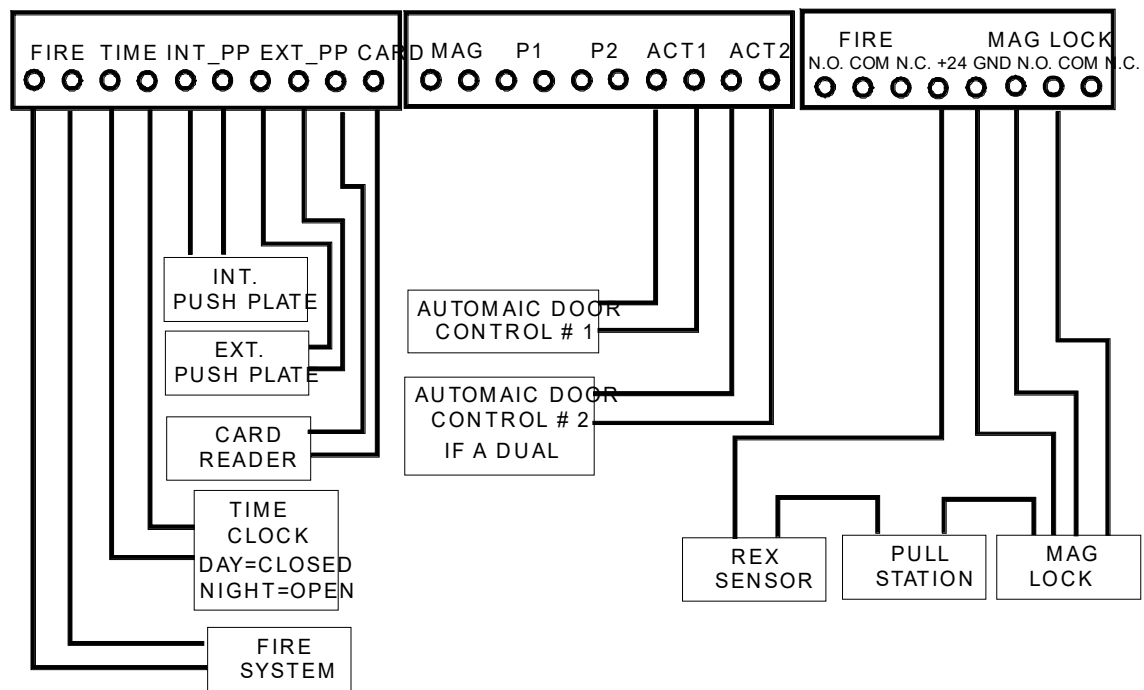 FIRE TIME INT_PP EXT_PP CARD
MAG P1 P2 ACT1 ACT2
FIRE MAG LOCK
N.O. COM N.C. +24 GND N.O. COM N.C.
INT.
PUSH PLATE
EXT.
PUSH PLATE
CARD
READER
TIME
CLOCK
DAY=CLOSED
NIGHT=OPEN
FIRE
SYSTEM
AUTOMAIC DOOR
CONTROL # 1
AUTOMAIC DOOR
CONTROL # 2
IF A DUAL
REX
SENSOR
PULL
STATION
MAG
LOCK